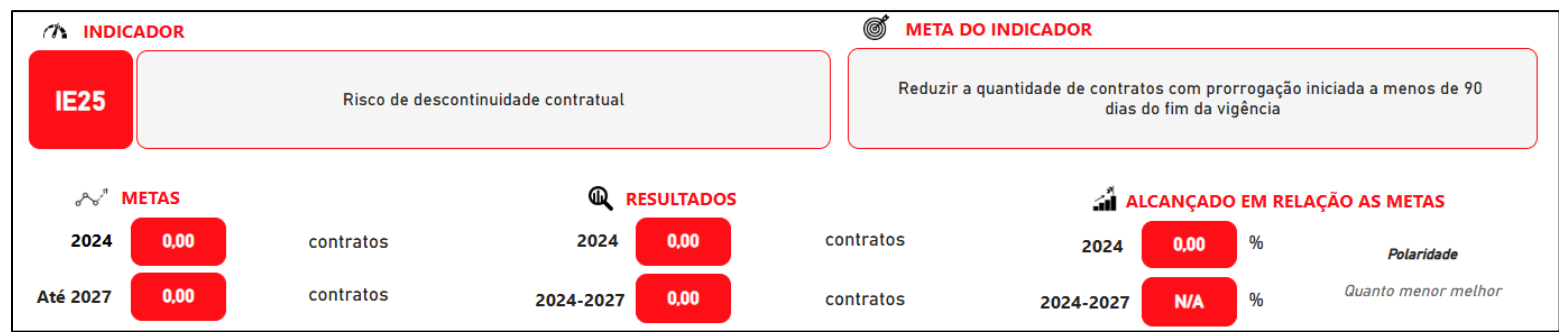 INDICADOR
META DO INDICADOR
IE25
Risco de descontinuidade contratual
Reduzir a quantidade de contratos com prorrogação iniciada a menos de 90
dias do fim da vigência
METAS
RESULTADOS
ALCANÇADO EM RELAÇÃO AS METAS
2024 0,00 contratos
2024 0,00 contratos
2024 0,00 %
Polaridade
Até 2027 0,00 contratos
2024-2027 0,00 contratos
2024-2027 N/A %
Quanto menor melhor